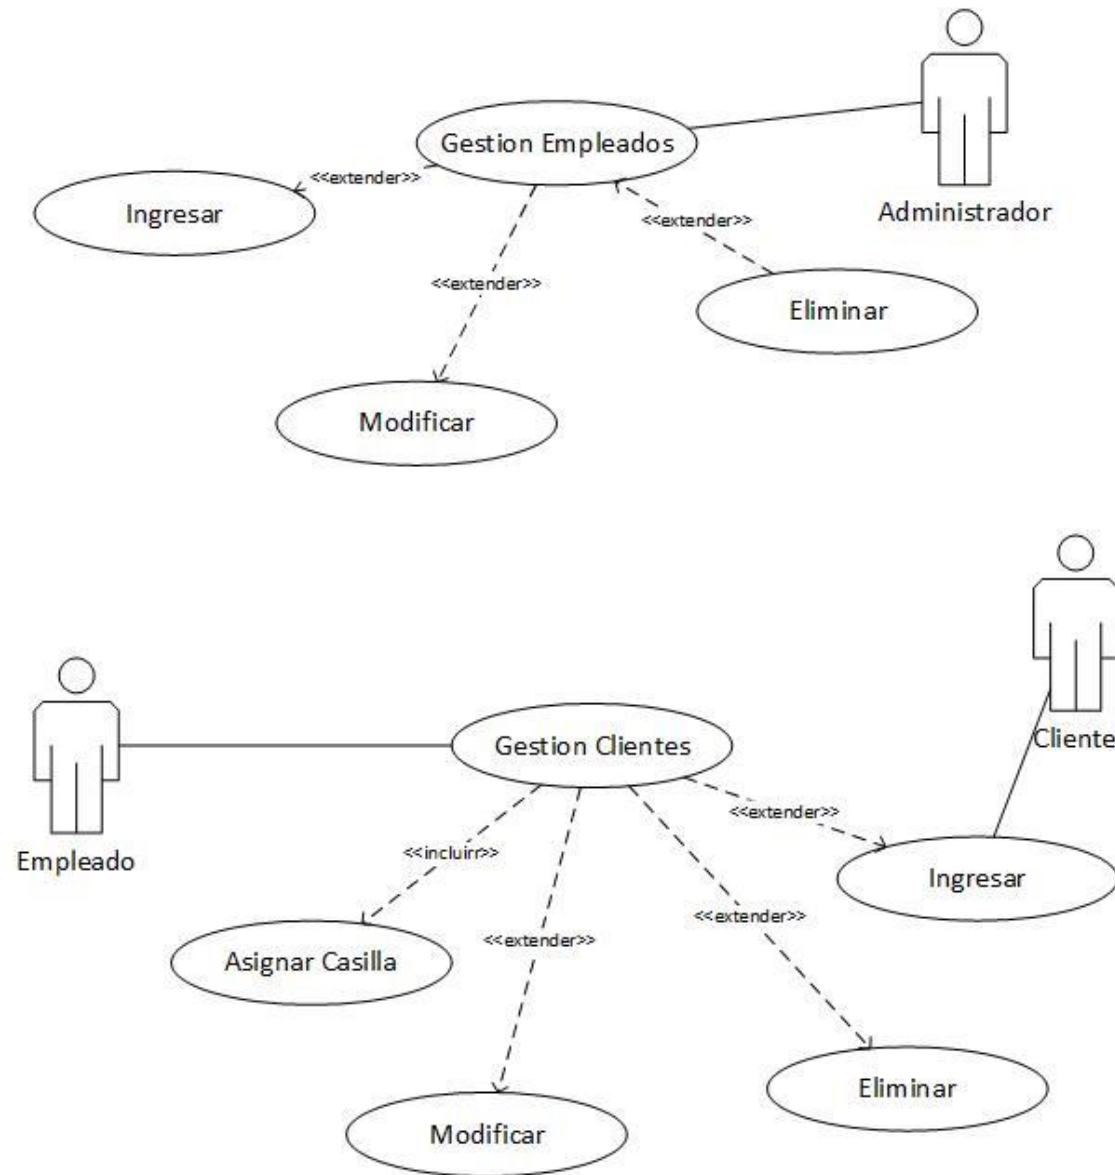 Gestion Empleados
<<extender>>
Ingresar
Administrador
<<extender>>
<<extender>>
Eliminar
Modificar
Gestion Clientes
Cliente
<<extender>>
<<incluirr>>
Empleado
Ingresar
<<extender>>
<<extender>>
Asignar Casilla
Eliminar
Modificar